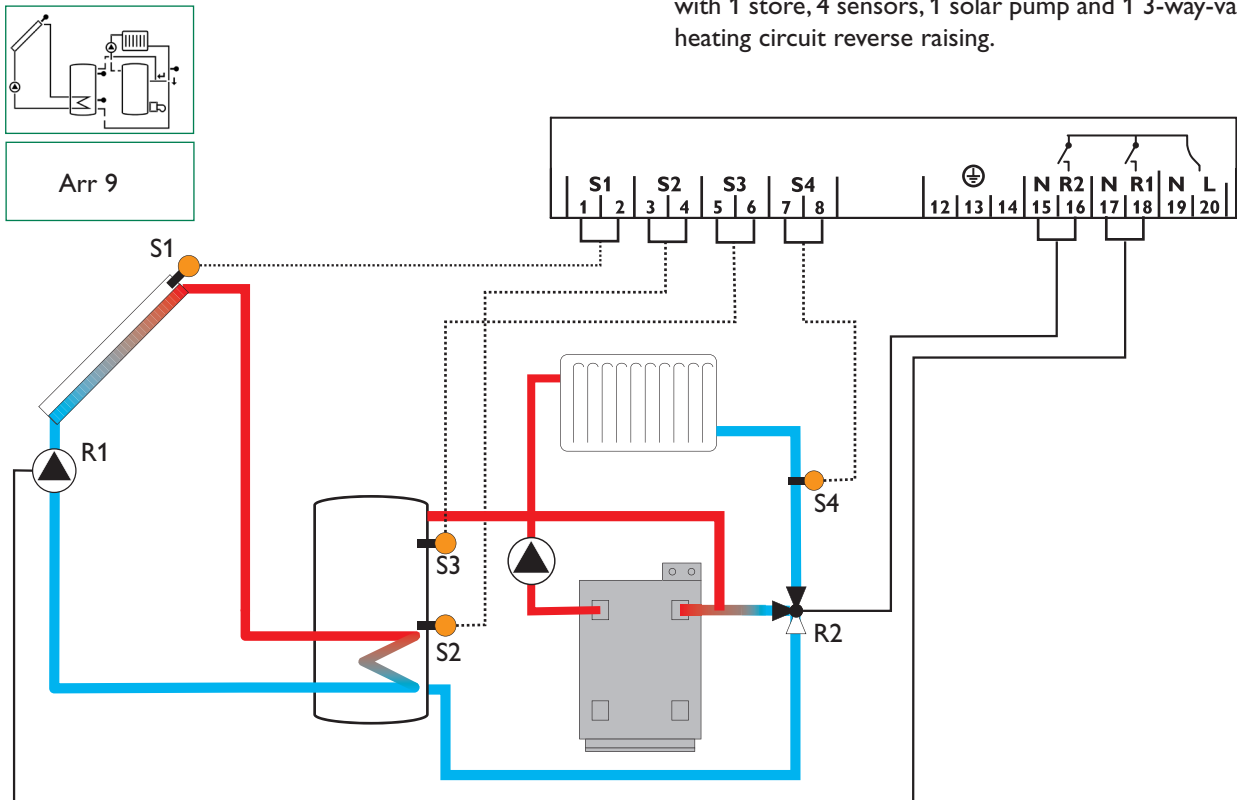 with 1 store, 4 sensors, 1 solar pump and 1 3-way-va
heating circuit reverse raising.
Arr 9
S1 S2 S3 S4 N R2 N R1 N L
1 2 3 4 5 6 7 8 12 13 14 15 16 17 18 19 20
S1
R1
S4
S3
S2
R2